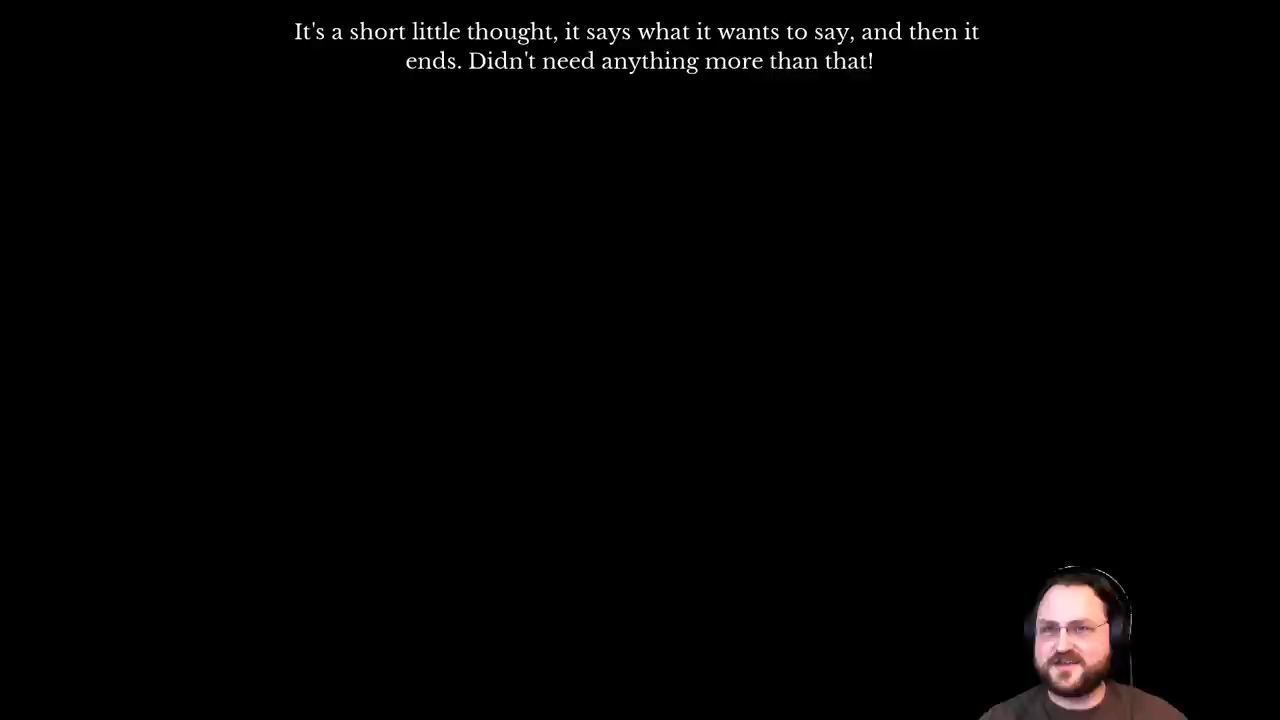 It's a short little thought, it says what it wants to say, and then it
ends. Didn't need anything more than that!